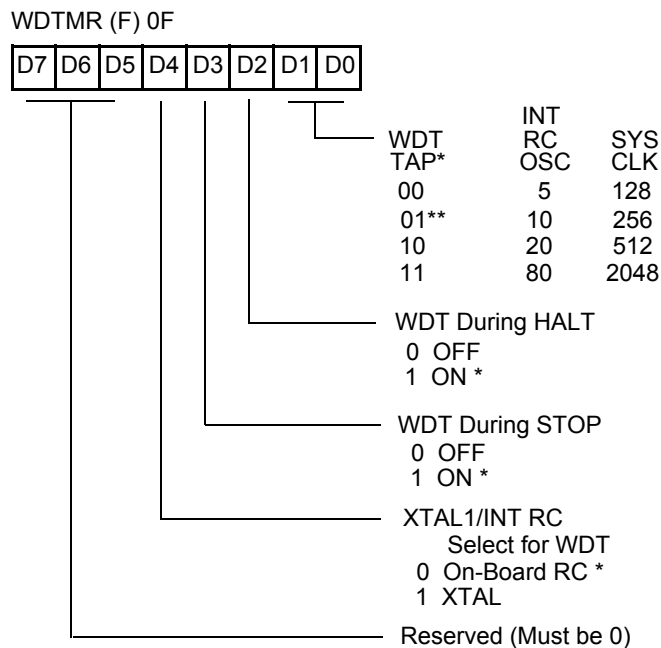 WDTMR (F) 0F
D7 D6 D5 D4 D3 D2 D1 D0
INT
WDT RC SYS
TAP* OSC CLK
00 5 128
01** 10 256
10 20 512
11 80 2048
WDT During HALT
0 OFF
1 ON *
WDT During STOP
0 OFF
1 ON *
XTAL1/INT RC
Select for WDT
0 On-Board RC *
1 XTAL
Reserved (Must be 0)